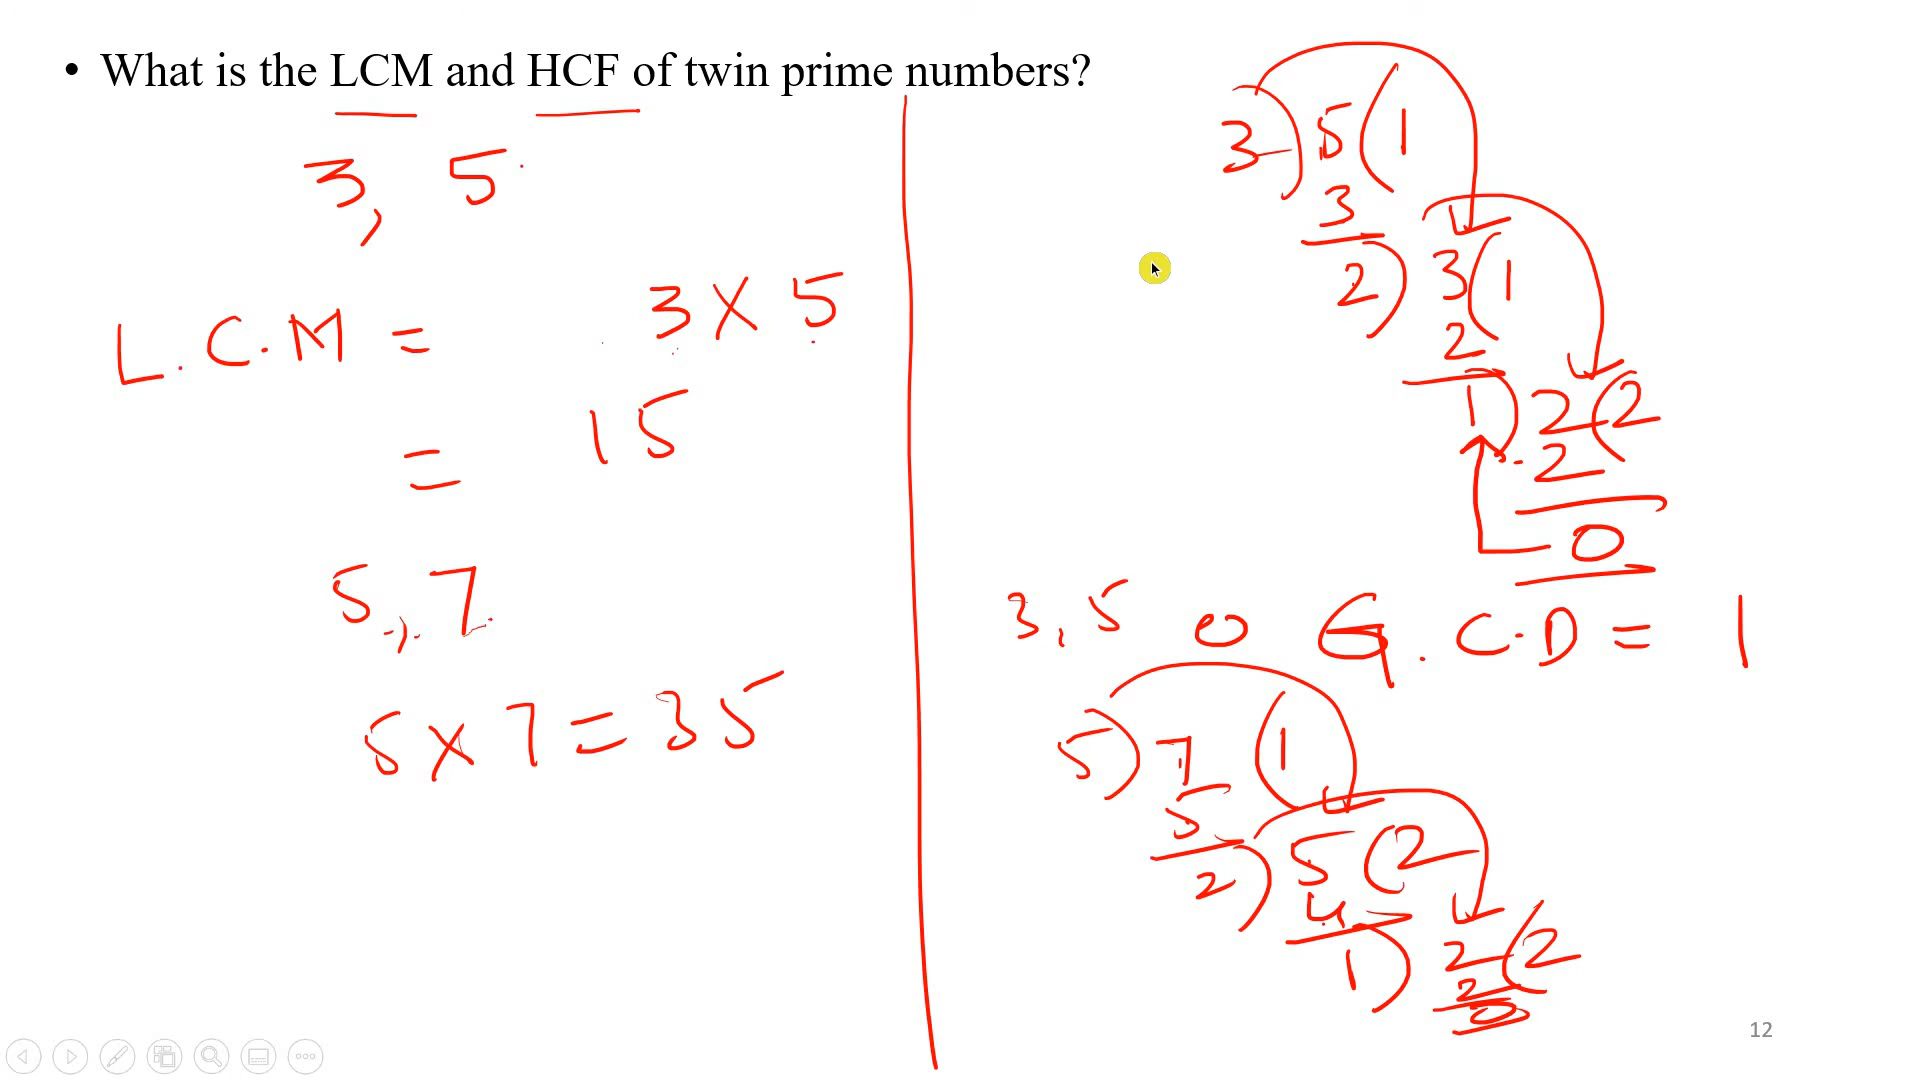 • What is the LCM and HCF of twin prime numbers?
3, 5
L.C.M = 3 X 5
= 15
5, 7
5 X 7 = 35
3) 5 (1
3
2) 3 (1
2
1) 2 (2
2
0
3, 5 G.C.D = 1
5) 7 (1
5
2) 5 (2
4
1) 2 (2
2
0
12